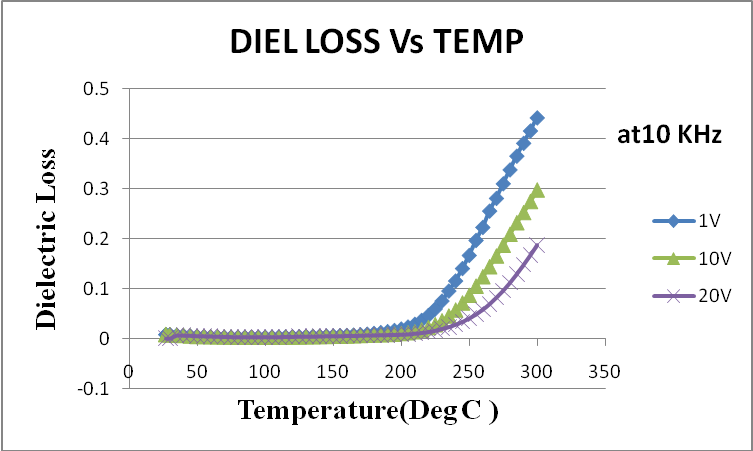 DIEL LOSS Vs TEMP
0.5
0.4
0.3
0.2
0.1
0
-0.1
Dielectric Loss
0 50 100 150 200 250 300 350
Temperature(Deg C )
at10 KHz
1V
10V
20V